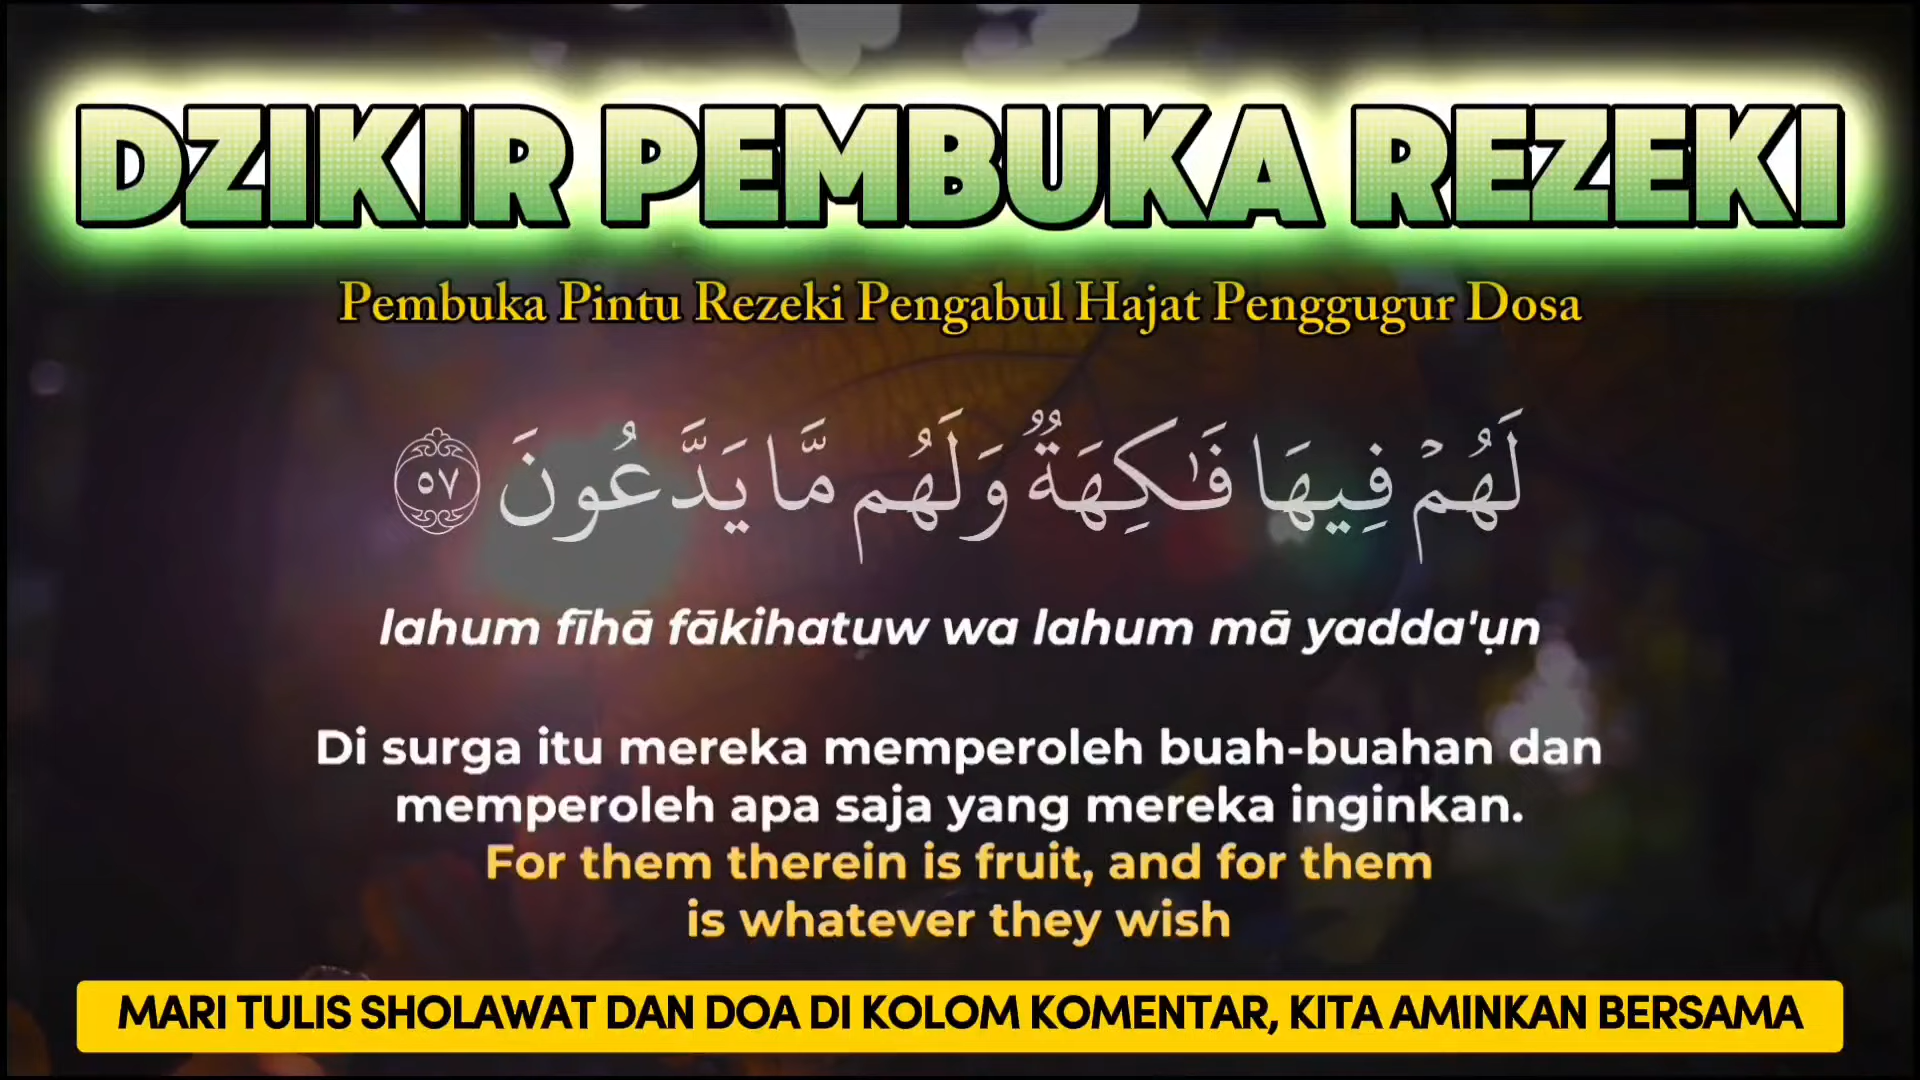 DZIKIR PEMBUKA REZEKI
Pembuka Pintu Rezeki Pengabul Hajat Penggugur Dosa
لَهُمْ فِيهَا فَـٰكِهَةٌ وَلَهُم مَّا يَدَّعُونَ ٥٧
lahum fīhā fākihatuw wa lahum mā yadda'ụn
Di surga itu mereka memperoleh buah-buahan dan
memperoleh apa saja yang mereka inginkan.
For them therein is fruit, and for them
is whatever they wish
MARI TULIS SHOLAWAT DAN DOA DI KOLOM KOMENTAR, KITA AMINKAN BERSAMA